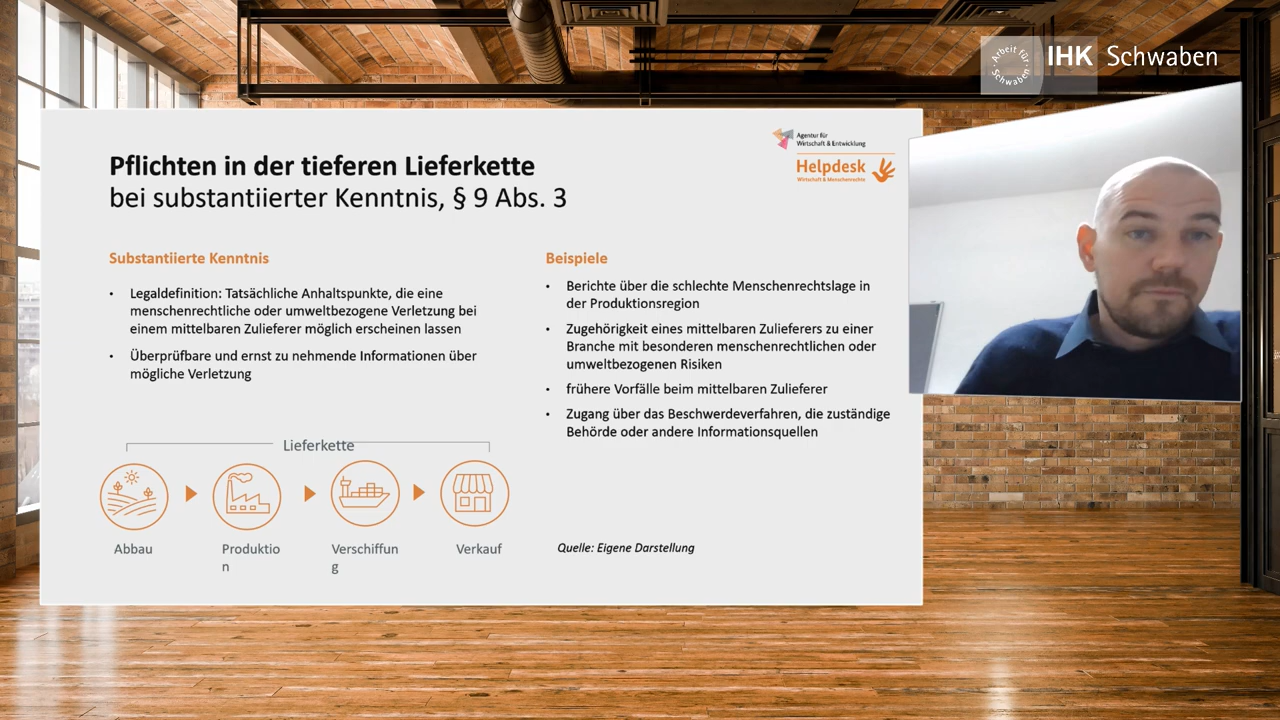 Arbeit für
Schwaben
IHK Schwaben
Agentur für
Wirtschaft & Entwicklung
Helpdesk
Wirtschaft & Menschenrechte
Pflichten in der tieferen Lieferkette
bei substantiierter Kenntnis, § 9 Abs. 3
Substantiierte Kenntnis
• Legaldefinition: Tatsächliche Anhaltspunkte, die eine
menschenrechtliche oder umweltbezogene Verletzung bei
einem mittelbaren Zulieferer möglich erscheinen lassen
• Überprüfbare und ernst zu nehmende Informationen über
mögliche Verletzung
Beispiele
• Berichte über die schlechte Menschenrechtslage in
der Produktionsregion
• Zugehörigkeit eines mittelbaren Zulieferers zu einer
Branche mit besonderen menschenrechtlichen oder
umweltbezogenen Risiken
• frühere Vorfälle beim mittelbaren Zulieferer
• Zugang über das Beschwerdeverfahren, die zuständige
Behörde oder andere Informationsquellen
Lieferkette
Abbau
Produktio
n
Verschiffun
g
Verkauf
Quelle: Eigene Darstellung